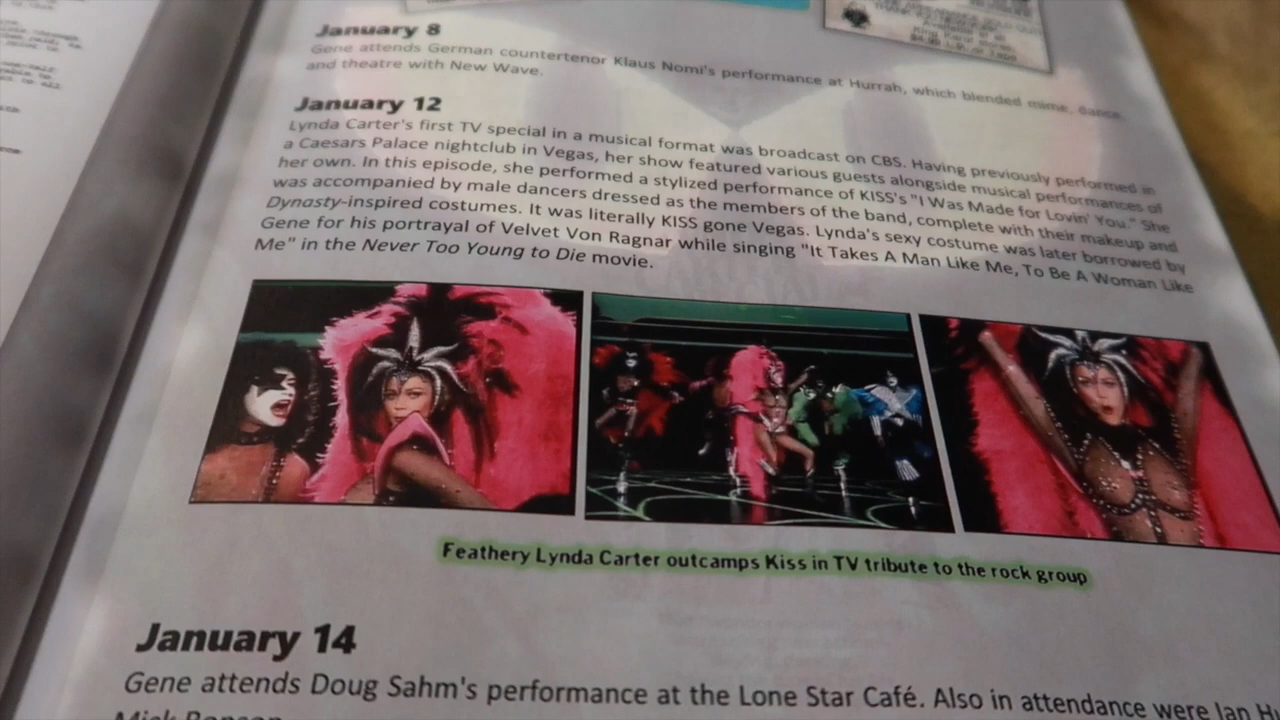 January 8
Gene attends German countertenor Klaus Nomi's performance at Hurrah, which blended mime, dance,
and theatre with New Wave.
January 12
Lynda Carter's first TV special in a musical format was broadcast on CBS. Having previously performed in
a Caesars Palace nightclub in Vegas, her show featured various guests alongside musical performances of
her own. In this episode, she performed a stylized performance of KISS's "I Was Made for Lovin' You." She
was accompanied by male dancers dressed as the members of the band, complete with their makeup and
Dynasty-inspired costumes. It was literally KISS gone Vegas. Lynda's sexy costume was later borrowed by
Gene for his portrayal of Velvet Von Ragnar while singing "It Takes A Man Like Me, To Be A Woman Like
Me" in the Never Too Young to Die movie.
Feathery Lynda Carter outcamps Kiss in TV tribute to the rock group
January 14
Gene attends Doug Sahm's performance at the Lone Star Café. Also in attendance were Ian